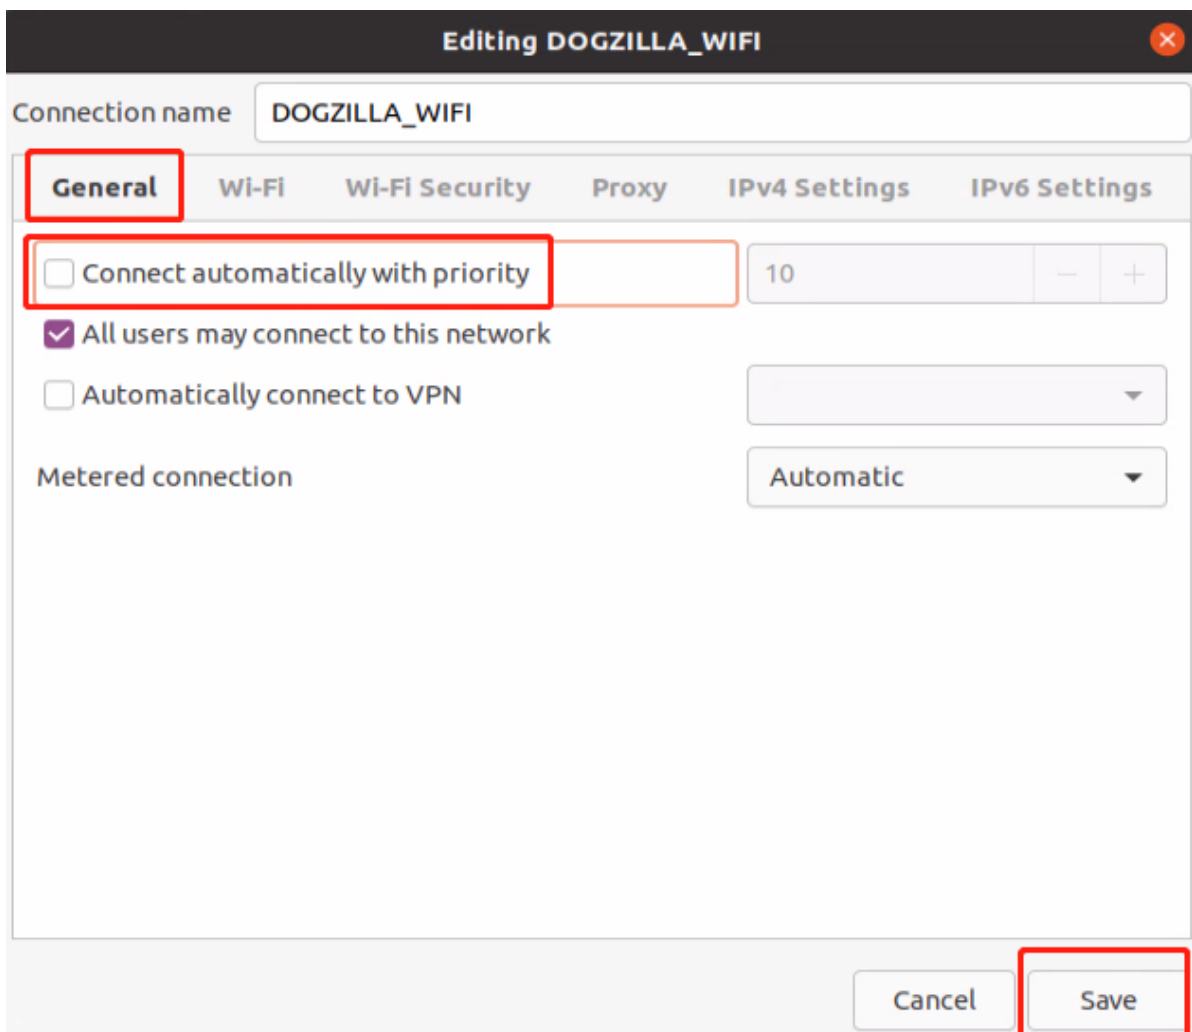 Editing DOGZILLA_WIFI
Connection name DOGZILLA_WIFI
General Wi-Fi Wi-Fi Security Proxy IPv4 Settings IPv6 Settings
Connect automatically with priority 10
All users may connect to this network
Automatically connect to VPN
Metered connection Automatic
Cancel Save